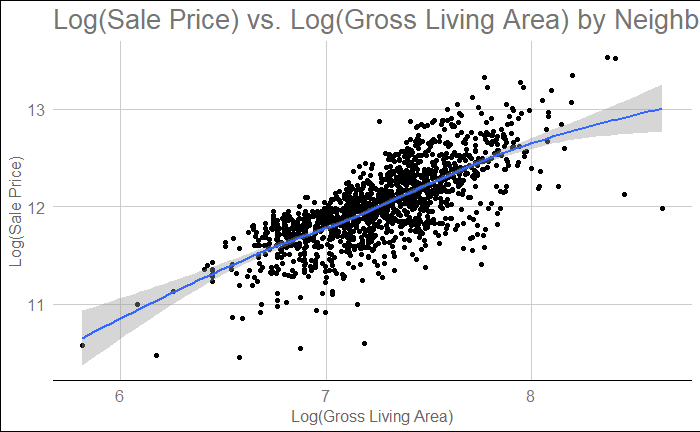 Log(Sale Price) vs. Log(Gross Living Area) by Neighb
13
12
11
Log(Sale Price)
6 7 8
Log(Gross Living Area)